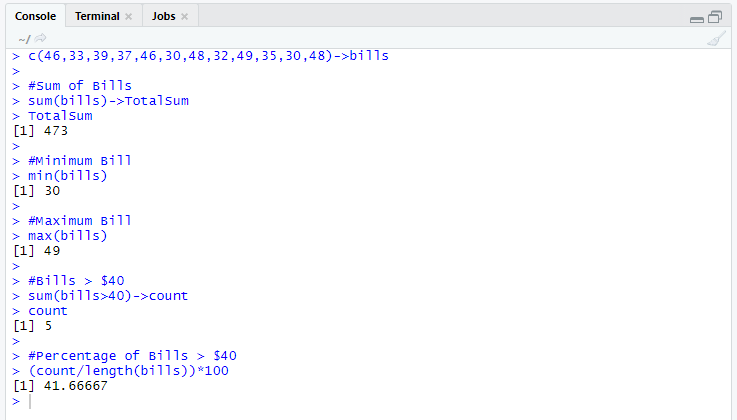 Console Terminal Jobs
~/
> c(46,33,39,37,46,30,48,32,49,35,30,48)->bills
>
> #Sum of Bills
> sum(bills)->TotalSum
> TotalSum
[1] 473
>
> #Minimum Bill
> min(bills)
[1] 30
>
> #Maximum Bill
> max(bills)
[1] 49
>
> #Bills > $40
> sum(bills>40)->count
> count
[1] 5
>
> #Percentage of Bills > $40
> (count/length(bills))*100
[1] 41.66667
>